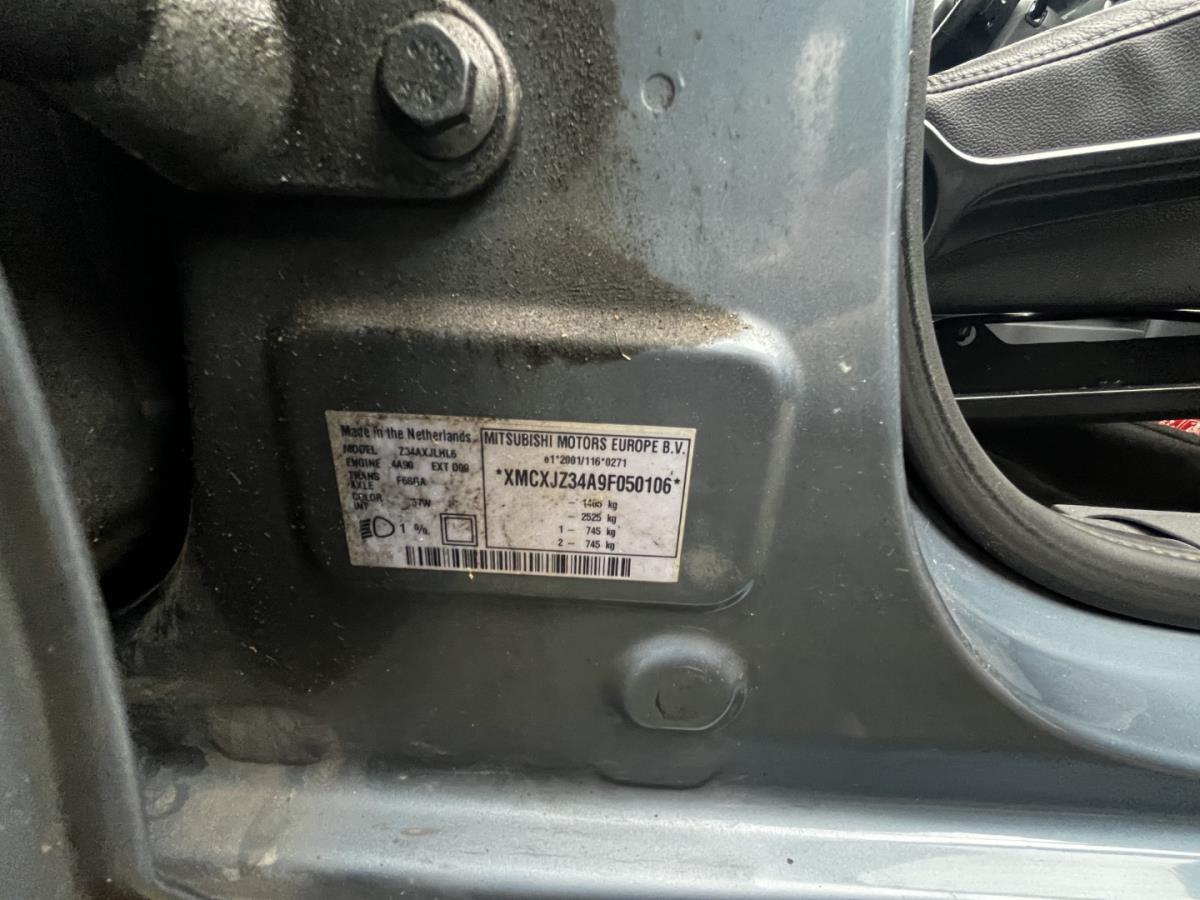 Made in the Netherlands
MODEL Z34AXJLHL6
ENGINE 4A90 EXT D09
TRANS AXLE
COLOR INT 37W
1 %
MITSUBISHI MOTORS EUROPE B.V.
e1*2001/116*0271
*XMCXJZ34A9F050106*
- 1485 kg
- 2525 kg
1 - 745 kg
2 - 745 kg